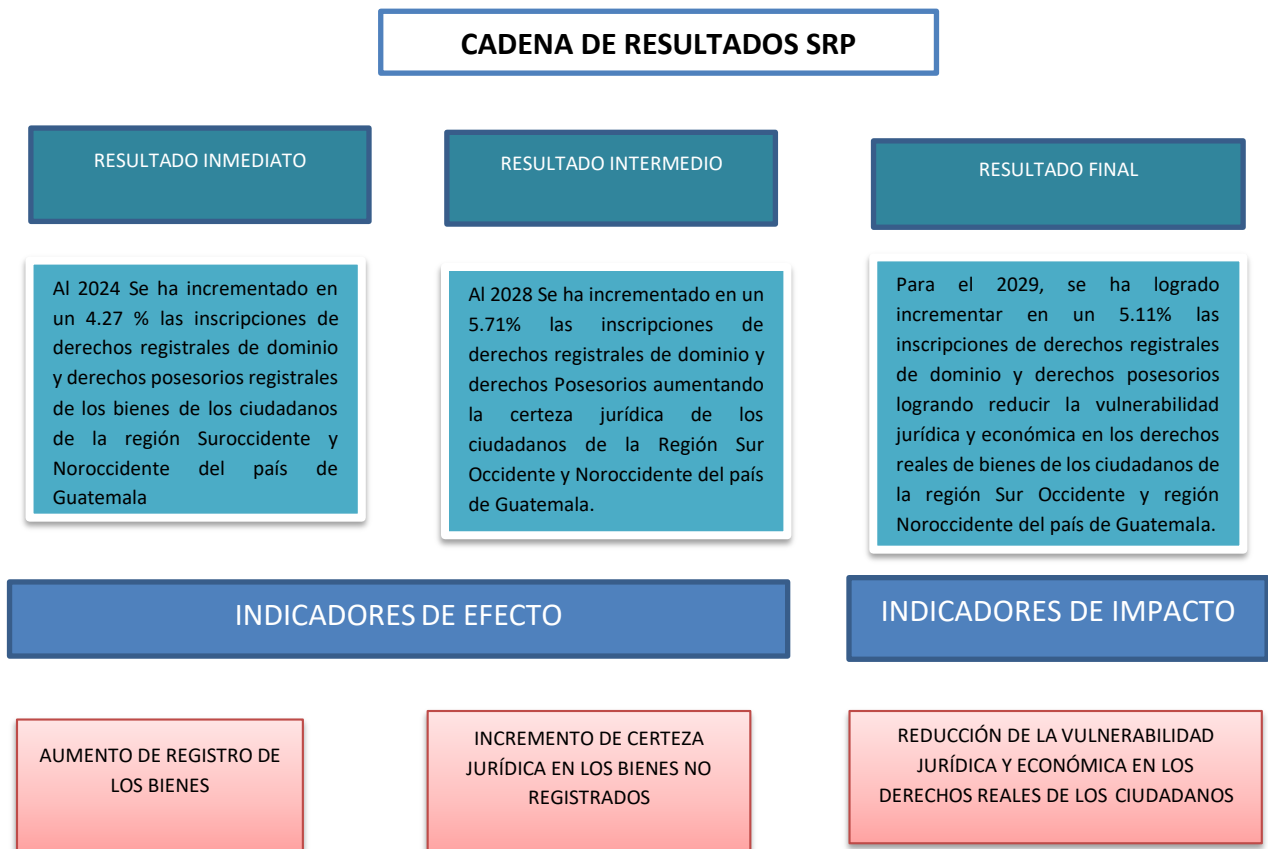 CADENA DE RESULTADOS SRP
RESULTADO INMEDIATO
RESULTADO INTERMEDIO
RESULTADO FINAL
Al 2024 Se ha incrementado en
un 4.27 % las inscripciones de
derechos registrales de dominio
y derechos posesorios registrales
de los bienes de los ciudadanos
de la región Suroccidente y
Noroccidente del país de
Guatemala
Al 2028 Se ha incrementado en un
5.71% las inscripciones de
derechos registrales de dominio y
derechos Posesorios aumentando
la certeza jurídica de los
ciudadanos de la Región Sur
Occidente y Noroccidente del país
de Guatemala.
Para el 2029, se ha logrado
incrementar en un 5.11% las
inscripciones de derechos registrales
de dominio y derechos posesorios
logrando reducir la vulnerabilidad
jurídica y económica en los derechos
reales de bienes de los ciudadanos de
la región Sur Occidente y región
Noroccidente del país de Guatemala.
INDICADORES DE EFECTO
INDICADORES DE IMPACTO
AUMENTO DE REGISTRO DE
LOS BIENES
INCREMENTO DE CERTEZA
JURÍDICA EN LOS BIENES NO
REGISTRADOS
REDUCCIÓN DE LA VULNERABILIDAD
JURÍDICA Y ECONÓMICA EN LOS
DERECHOS REALES DE LOS CIUDADANOS